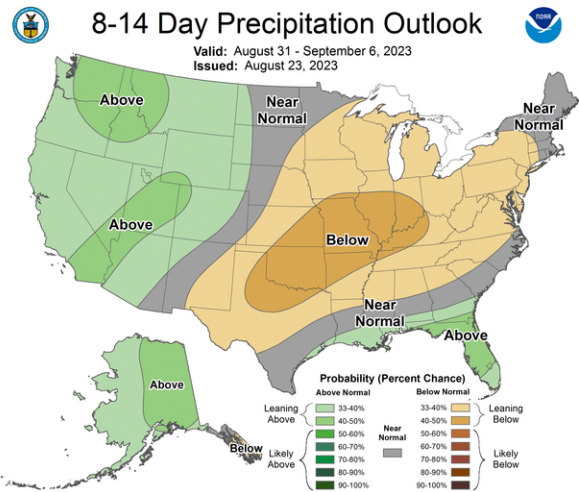 8-14 Day Precipitation Outlook
Valid: August 31 - September 6, 2023
Issued: August 23, 2023
NOAA
Above
Near
Normal
Near
Normal
Above
Below
Near
Normal
Above
Above
Below
Probability (Percent Chance)
Above Normal
Below Normal
Leaning
Above
33-40%
40-50%
Likely
Above
50-60%
60-70%
70-80%
80-90%
90-100%
Near
Normal
33-40%
40-50%
Leaning
Below
50-60%
60-70%
70-80%
80-90%
90-100%
Likely
Below